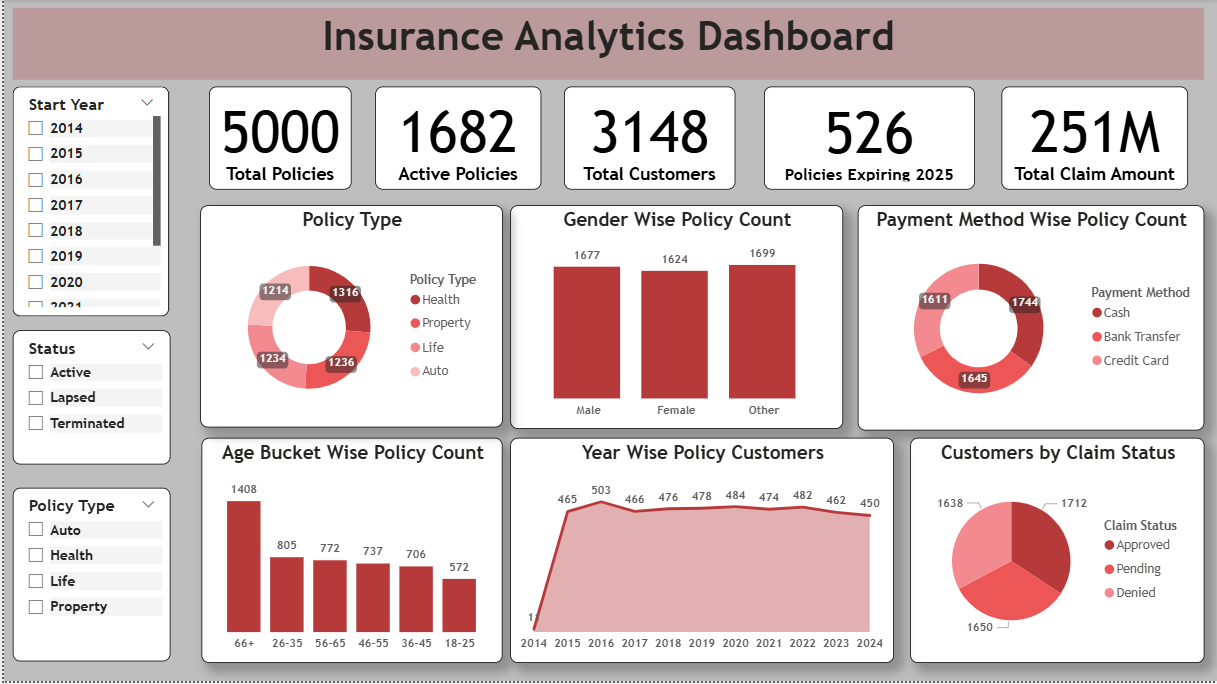 Insurance Analytics Dashboard
Start Year
2014
2015
2016
2017
2018
2019
2020
2021
Status
Active
Lapsed
Terminated
Policy Type
Auto
Health
Life
Property
5000
Total Policies
1682
Active Policies
3148
Total Customers
526
Policies Expiring 2025
251M
Total Claim Amount
Policy Type
1214
1316
1234
1236
Policy Type
Health
Property
Life
Auto
Gender Wise Policy Count
1677
1624
1699
Male
Female
Other
Payment Method Wise Policy Count
1611
1744
1645
Payment Method
Cash
Bank Transfer
Credit Card
Age Bucket Wise Policy Count
1408
805
772
737
706
572
66+
26-35
56-65
46-55
36-45
18-25
Year Wise Policy Customers
465
503
466
476
478
484
474
482
462
450
2014 2015 2016 2017 2018 2019 2020 2021 2022 2023 2024
Customers by Claim Status
1638
1712
1650
Claim Status
Approved
Pending
Denied